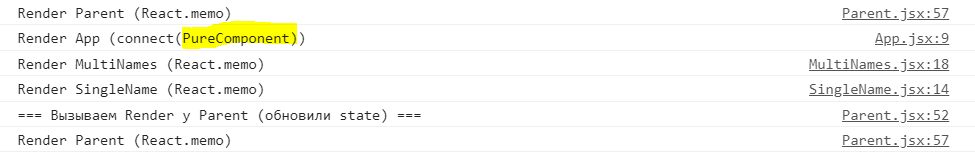 Render Parent (React.memo) Parent.jsx:57
Render App (connect(PureComponent)) App.jsx:9
Render MultiNames (React.memo) MultiNames.jsx:18
Render SingleName (React.memo) SingleName.jsx:14
=== Вызываем Render у Parent (обновили state) === Parent.jsx:52
Render Parent (React.memo) Parent.jsx:57